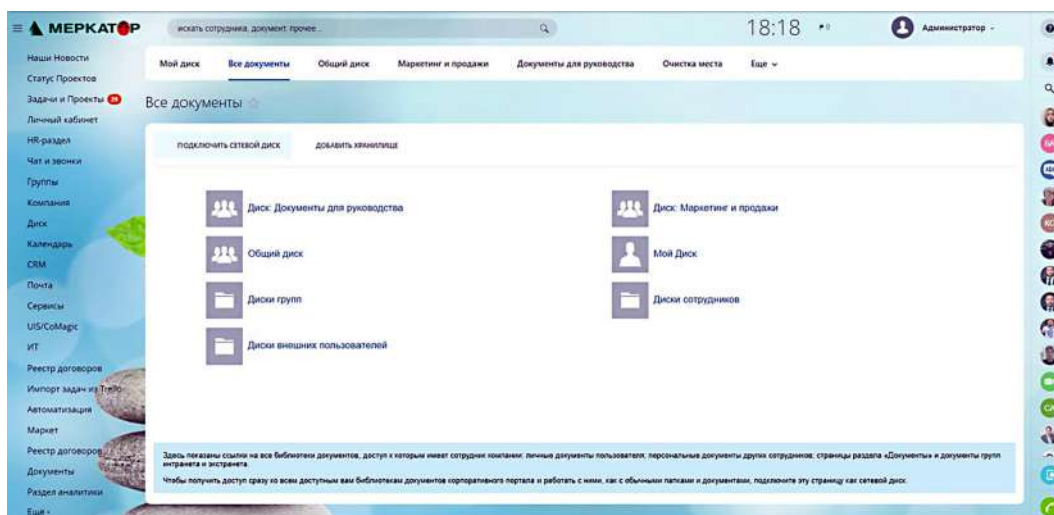 МЕРКАТОР
искать сотрудника, документ, прочее...
18:18
0
Администратор
Наши Новости
Статус Проектов
Задачи и Проекты 26
Личный кабинет
HR-раздел
Чат и звонки
Группы
Компания
Диск
Календарь
CRM
Почта
Сервисы
UIS/CoMagic
ИТ
Реестр договоров
Импорт задач из Trello
Автоматизация
Маркет
Реестр договоров
Документы
Раздел аналитики
Еще
Мой диск Все документы Общий диск Маркетинг и продажи Документы для руководства Очистка места Еще
Все документы
ПОДКЛЮЧИТЬ СЕТЕВОЙ ДИСК ДОБАВИТЬ ХРАНИЛИЩЕ
Диск: Документы для руководства
Диск: Маркетинг и продажи
Общий диск
Мой Диск
Диски групп
Диски сотрудников
Диски внешних пользователей
Здесь показаны ссылки на все библиотеки документов, доступ к которым имеет сотрудник компании: личные документы пользователя; персональные документы других сотрудников; страницы раздела «Документы» и документы групп
интранета и экстранета.
Чтобы получить доступ сразу ко всем доступным вам библиотекам документов корпоративного портала и работать с ними, как с обычными папками и документами, подключите эту страницу как сетевой диск.